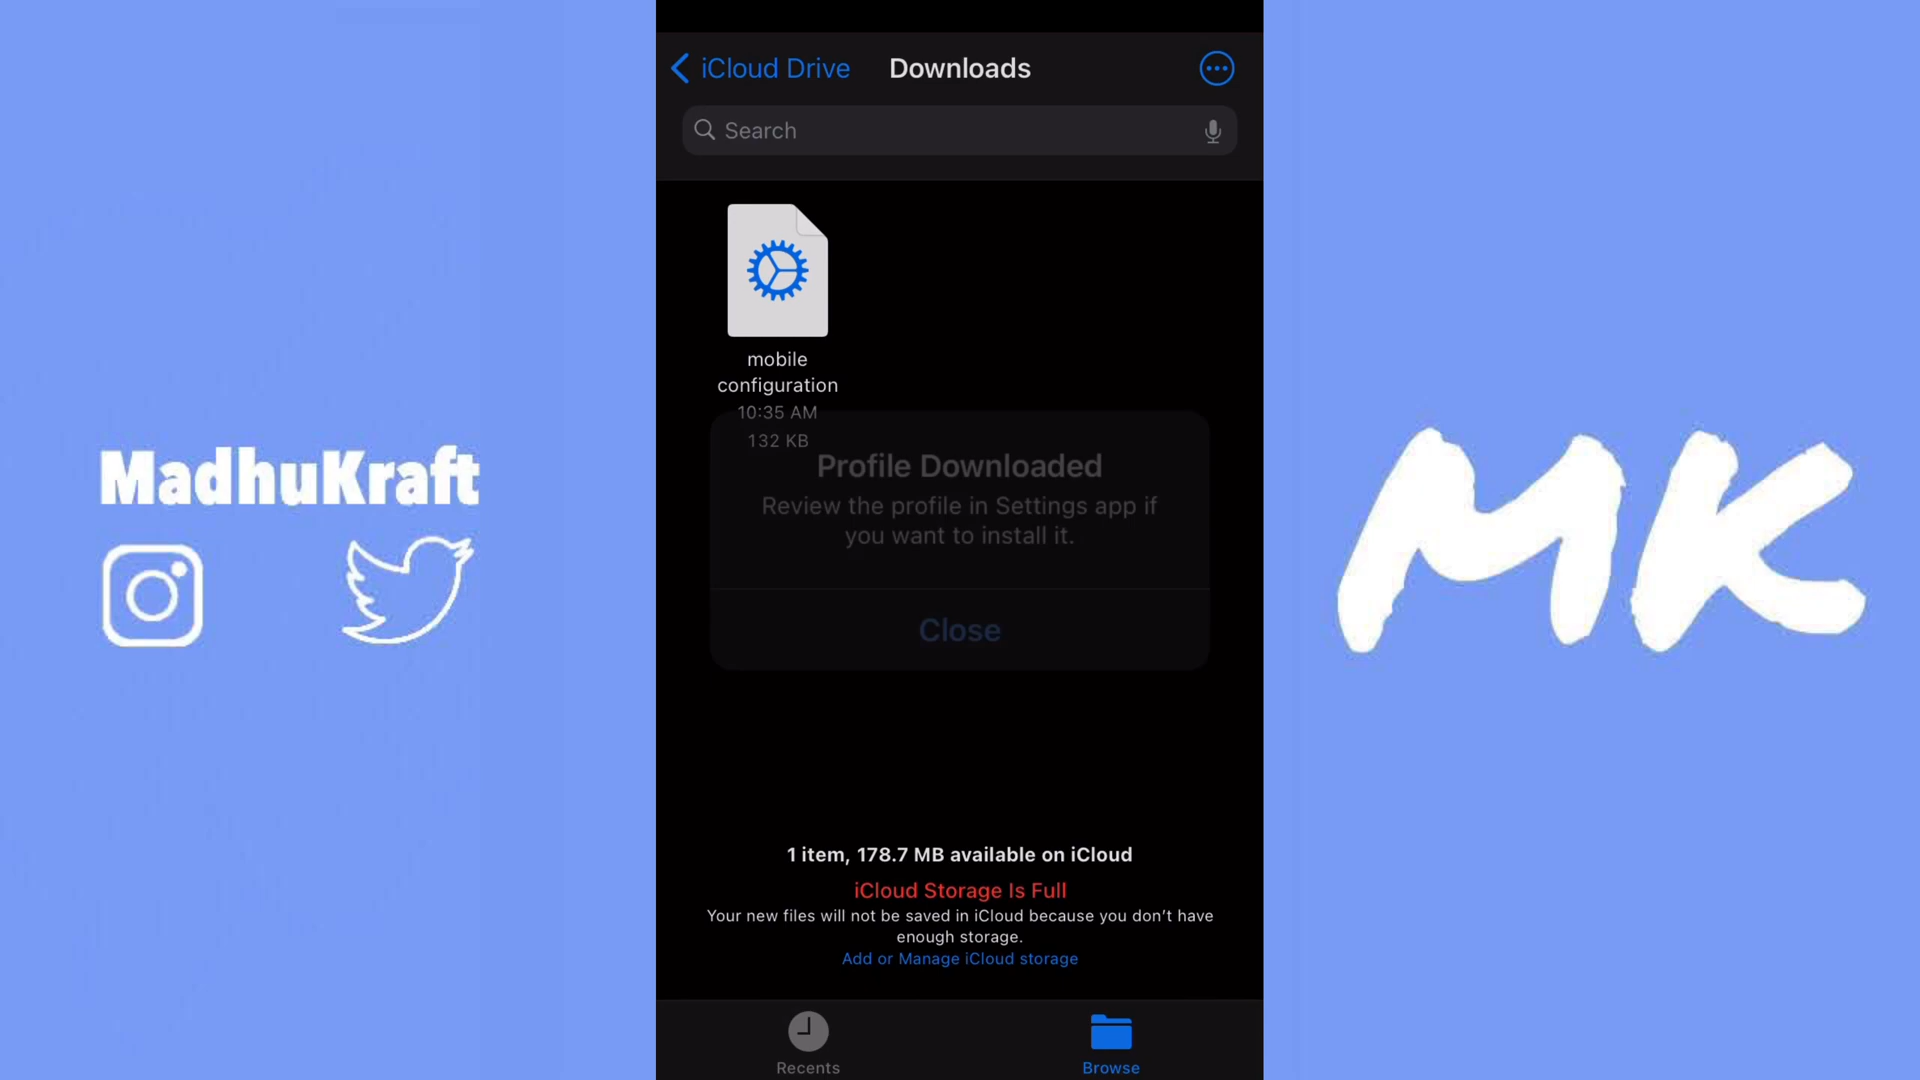 iCloud Drive
Downloads
Search
mobile
configuration
10:35 AM
132 KB
Profile Downloaded
Review the profile in Settings app if
you want to install it.
Close
1 item, 178.7 MB available on iCloud
iCloud Storage Is Full
Your new files will not be saved in iCloud because you don't have
enough storage.
Add or Manage iCloud storage
Recents
Browse
MadhuKraft
MK